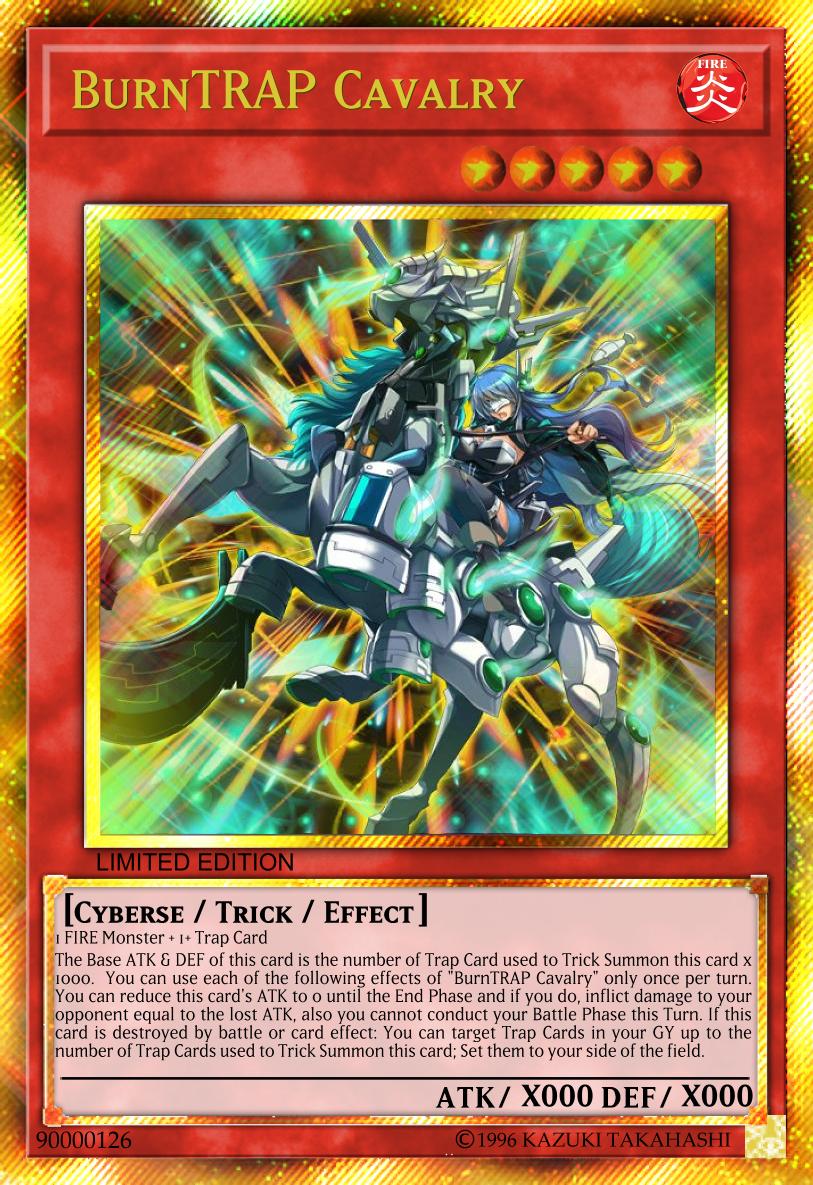 BurnTRAP Cavalry
FIRE
炎
LIMITED EDITION
[Cyberse / Trick / Effect]
1 FIRE Monster + 1+ Trap Card
The Base ATK & DEF of this card is the number of Trap Card used to Trick Summon this card x
1000. You can use each of the following effects of "BurnTRAP Cavalry" only once per turn.
You can reduce this card's ATK to 0 until the End Phase and if you do, inflict damage to your
opponent equal to the lost ATK, also you cannot conduct your Battle Phase this Turn. If this
card is destroyed by battle or card effect: You can target Trap Cards in your GY up to the
number of Trap Cards used to Trick Summon this card; Set them to your side of the field.
ATK/ X000 DEF/ X000
90000126 ©1996 KAZUKI TAKAHASHI